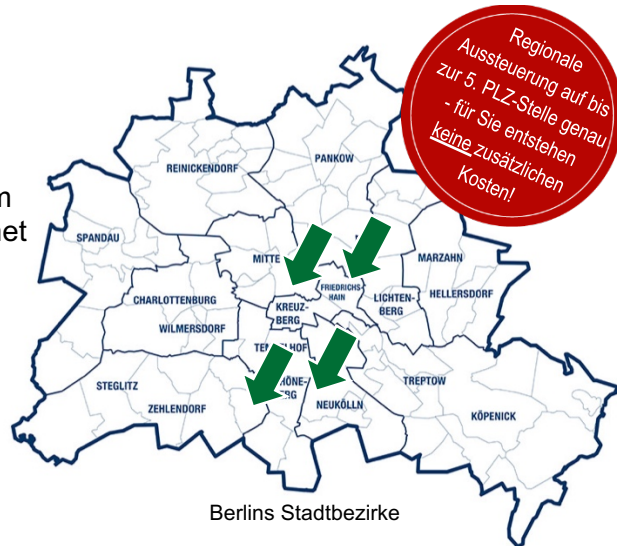 Regionale
Aussteuerung auf bis
zur 5. PLZ-Stelle genau
- für Sie entstehen
keine zusätzlichen
Kosten!
REINICKENDORF
PANKOW
SPANDAU
MITTE
MARZAHN
HELLERSDORF
FRIEDRICHS-
HAIN
LICHTEN-
BERG
CHARLOTTENBURG
WILMERSDORF
KREUZ-
BERG
STEGLITZ
ZEHLENDORF
NEUKÖLLN
TREPTOW
KÖPENICK
Berlins Stadtbezirke